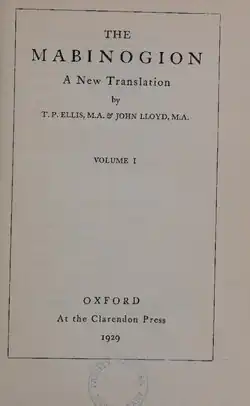 THE
MABINOGION
A New Translation
by
T. P. ELLIS, M.A. & JOHN LLOYD, M.A.
VOLUME I
OXFORD
At the Clarendon Press
1929